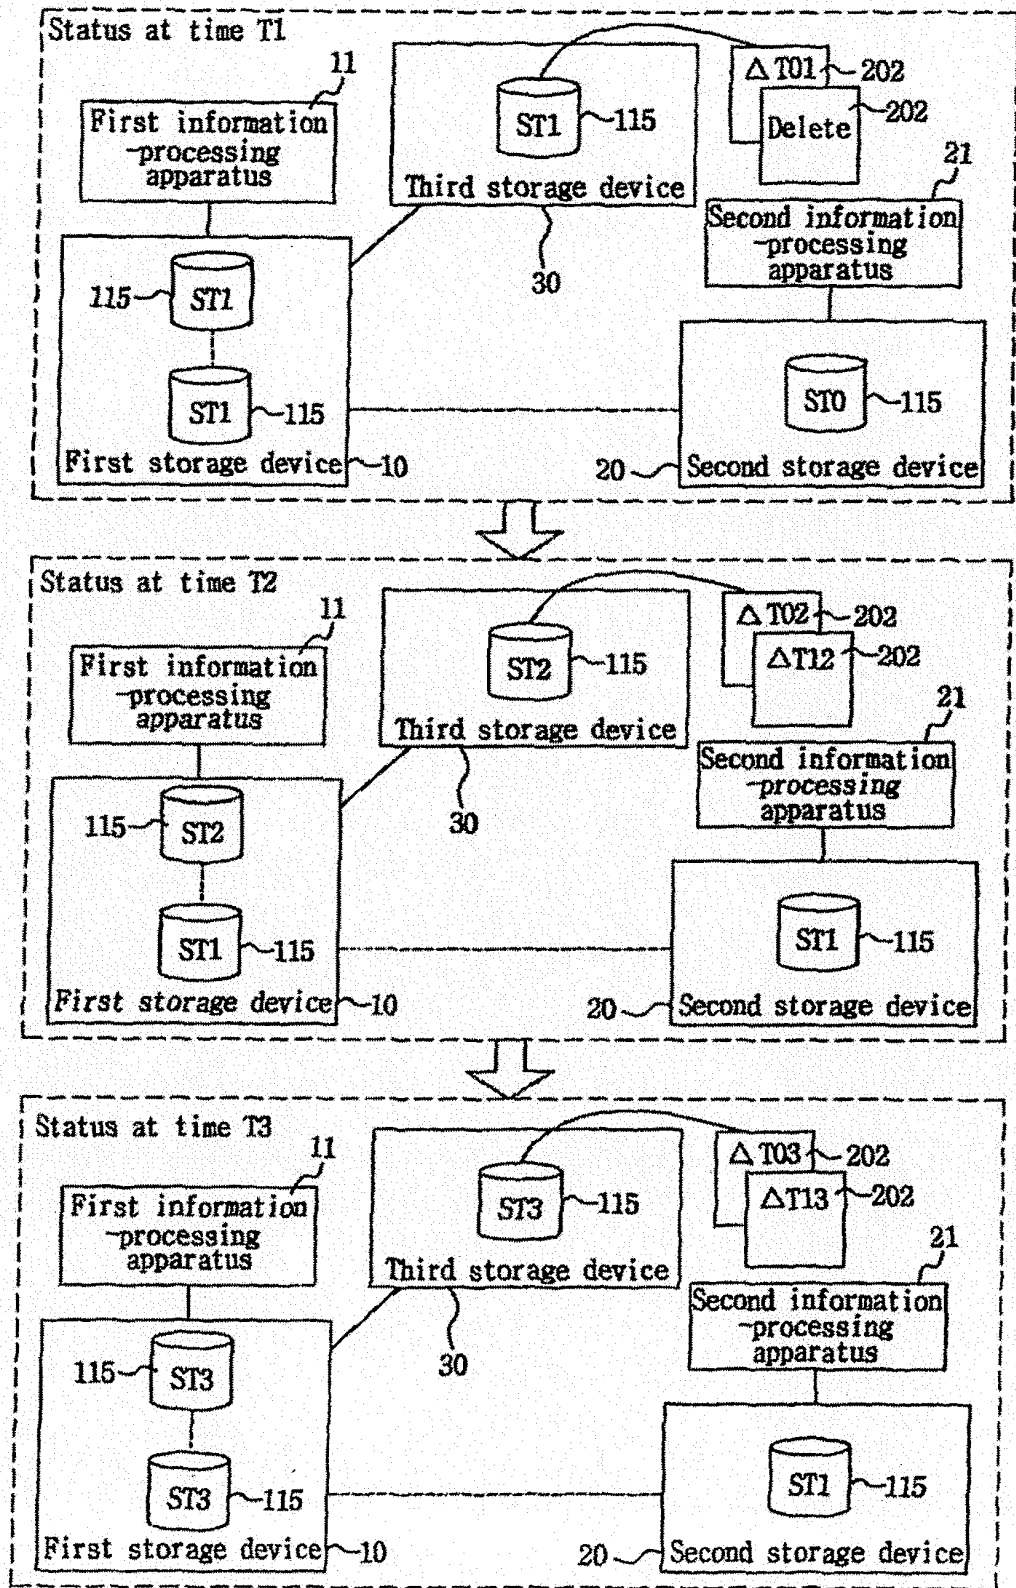 Status at time T1
11
First information
-processing
apparatus
ST1
115
Third storage device
30
Δ T01
202
Delete
202
21
Second information
-processing
apparatus
115
ST1
ST1
115
First storage device
10
ST0
115
20
Second storage device
Status at time T2
11
First information
-processing
apparatus
ST2
115
Third storage device
30
Δ T02
202
ΔT12
202
21
Second information
-processing
apparatus
115
ST2
ST1
115
First storage device
10
ST1
115
20
Second storage device
Status at time T3
11
First information
-processing
apparatus
ST3
115
Third storage device
30
Δ T03
202
ΔT13
202
21
Second information
-processing
apparatus
115
ST3
ST3
115
First storage device
10
ST1
115
20
Second storage device